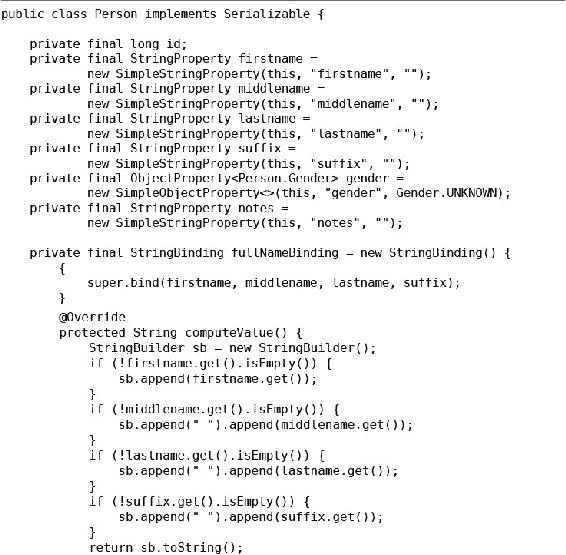 public class Person implements Serializable {
private final long id;
private final StringProperty firstname =
new SimpleStringProperty(this, "firstname", "");
private final StringProperty middlename =
new SimpleStringProperty(this, "middlename", "");
private final StringProperty lastname =
new SimpleStringProperty(this, "lastname", "");
private final StringProperty suffix =
new SimpleStringProperty(this, "suffix", "");
private final ObjectProperty<Person.Gender> gender =
new SimpleObjectProperty<>(this, "gender", Gender.UNKNOWN);
private final StringProperty notes =
new SimpleStringProperty(this, "notes", "");
private final StringBinding fullNameBinding = new StringBinding() {
{
super.bind(firstname, middlename, lastname, suffix);
}
@Override
protected String computeValue() {
StringBuilder sb = new StringBuilder();
if (!firstname.get().isEmpty()) {
sb.append(firstname.get());
}
if (!middlename.get().isEmpty()) {
sb.append(" ").append(middlename.get());
}
if (!lastname.get().isEmpty()) {
sb.append(" ").append(lastname.get());
}
if (!suffix.get().isEmpty()) {
sb.append(" ").append(suffix.get());
}
return sb.toString();